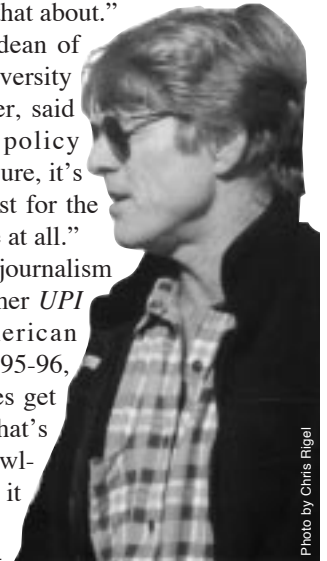 hat about.”
dean of
versity
er, said
policy
ure, it’s
st for the
e at all.”
journalism
ner UPI
erican
95-96,
es get
hat’s
wl-
it
Photo by Chris Rigel